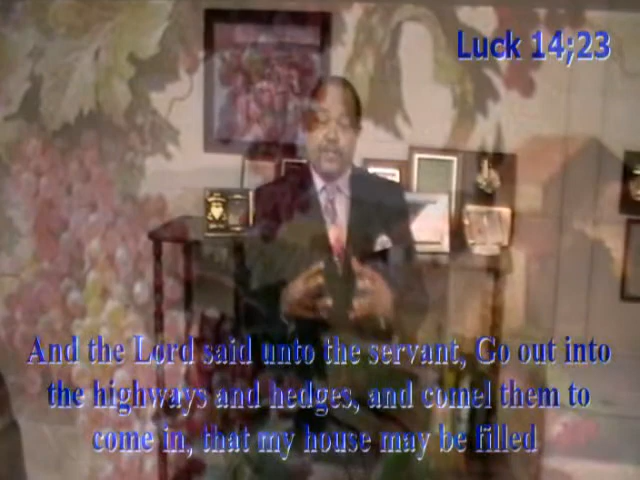 Luck 14;23
And the Lord said unto the servant, Go out into
the highways and hedges, and comel them to
come in, that my house may be filled